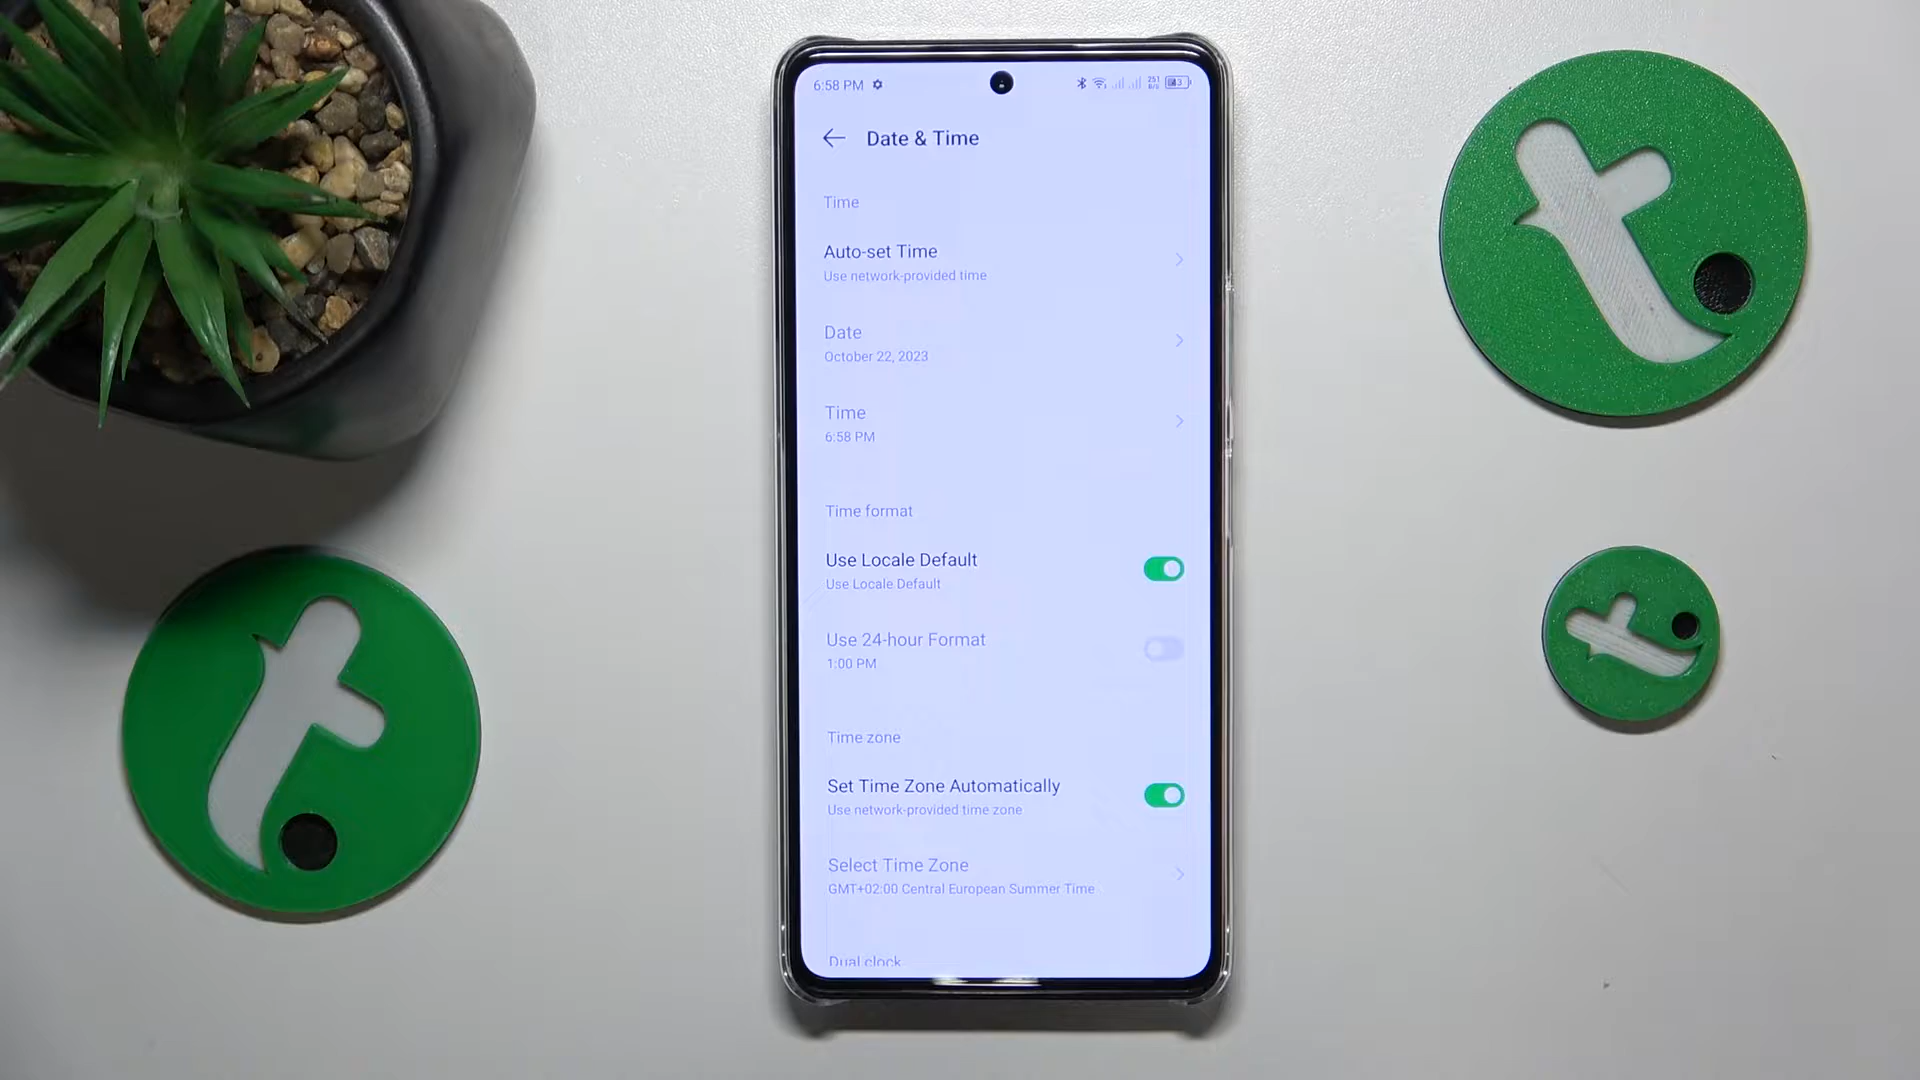 6:58 PM
Date & Time
Time
Auto-set Time
Use network-provided time
Date
October 22, 2023
Time
6:58 PM
Time format
Use Locale Default
Use Locale Default
Use 24-hour Format
1:00 PM
Time zone
Set Time Zone Automatically
Use network-provided time zone
Select Time Zone
GMT+02:00 Central European Summer Time
Dual clock